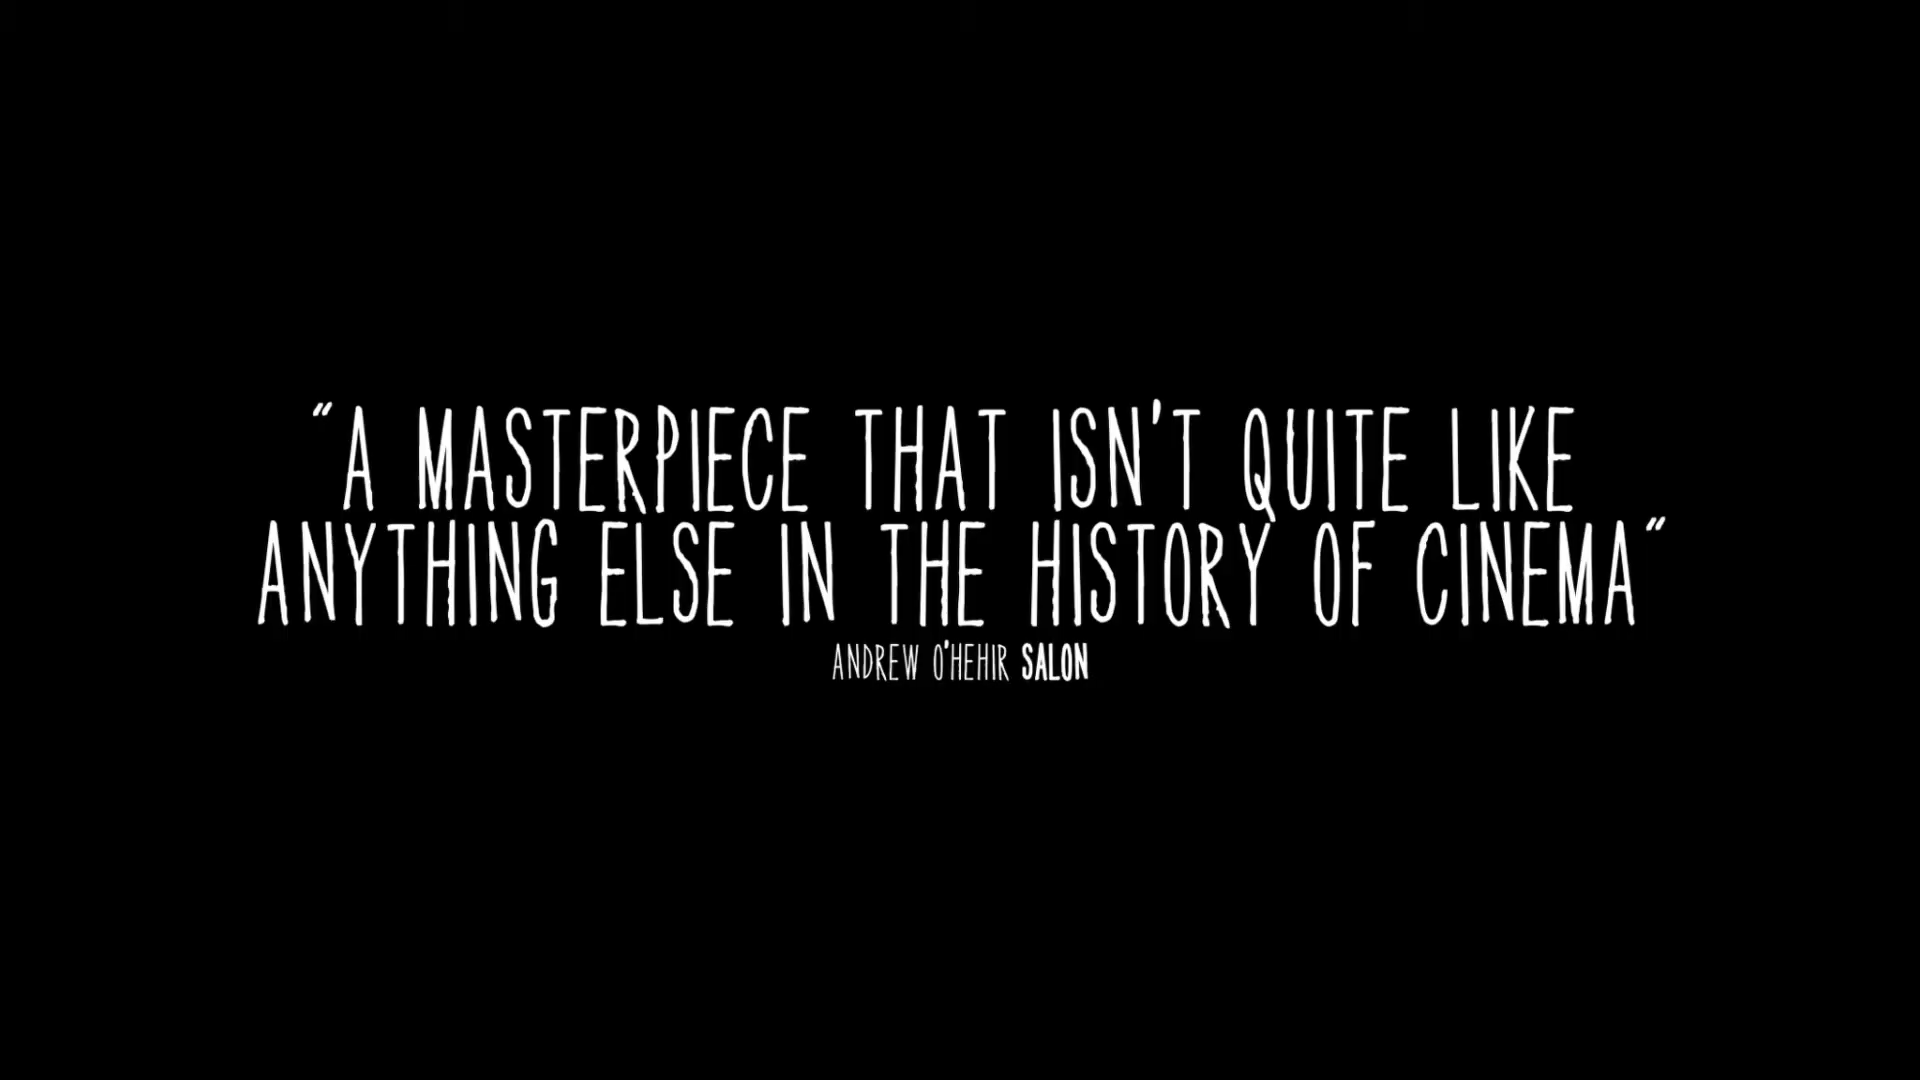 “A MASTERPIECE THAT ISN'T QUITE LIKE
ANYTHING ELSE IN THE HISTORY OF CINEMA”
ANDREW O'HEHIR SALON